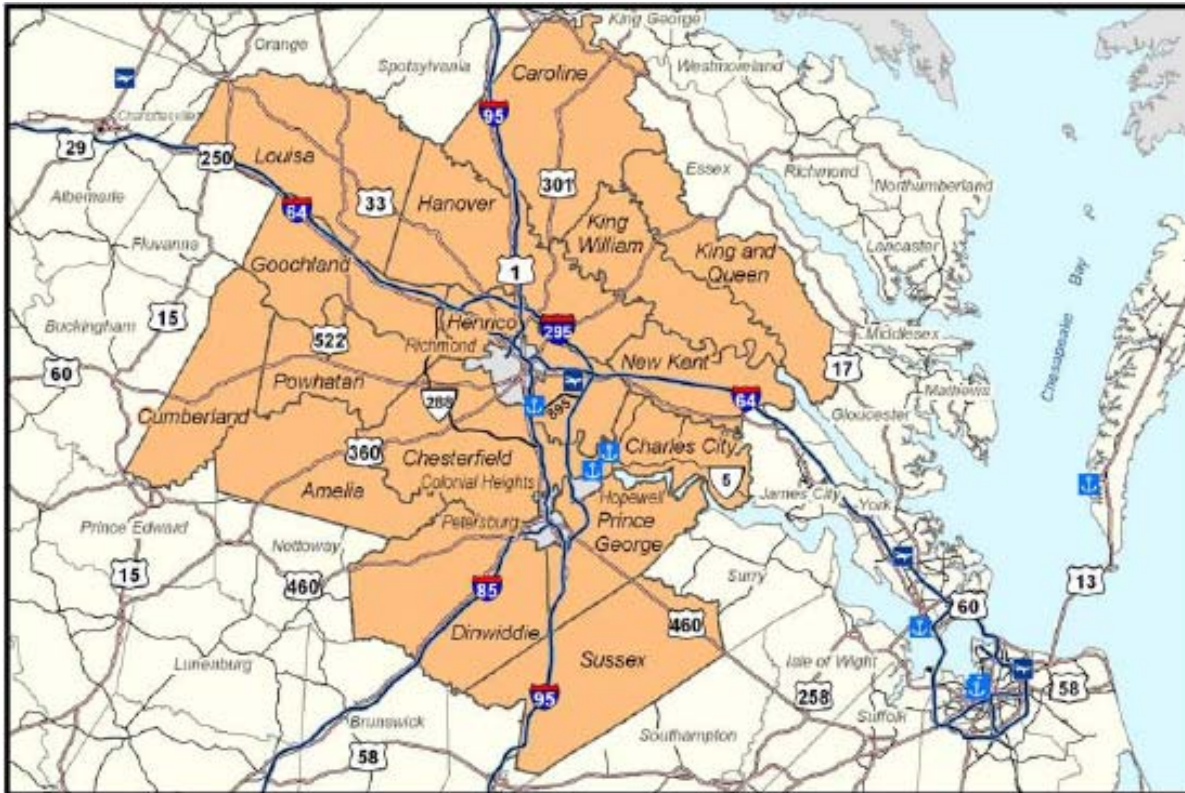 King George
Orange
Spotsylvania
Caroline
Westmoreland
95
Charlottesville
29
250
Louisa
Essex
Richmond
Albemarle
33
Hanover
301
Northumberland
64
King
William
King and
Queen
Lancaster
Fluvanna
Goochland
1
Chesapeake Bay
Buckingham
15
522
Henrico
295
Middlesex
Richmond
New Kent
17
60
Powhatan
Mathews
288
895
64
Gloucester
Cumberland
360
Chesterfield
Charles City
Amelia
Colonial Heights
5
Hopewell
James City
York
Prince Edward
Petersburg
Prince
George
Nottoway
15
460
85
Surry
13
60
Dinwiddie
460
Lunenburg
Sussex
Isle of Wight
95
258
58
Brunswick
Suffolk
58
Southampton